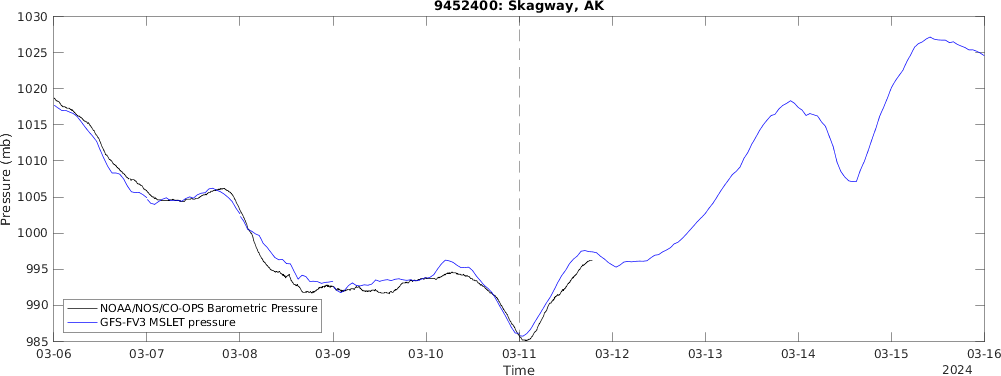 9452400: Skagway, AK
1030
1025
1020
1015
1010
1005
1000
995
990
985
Pressure (mb)
NOAA/NOS/CO-OPS Barometric Pressure
GFS-FV3 MSLET pressure
03-06 03-07 03-08 03-09 03-10 03-11 03-12 03-13 03-14 03-15 03-16
Time
2024